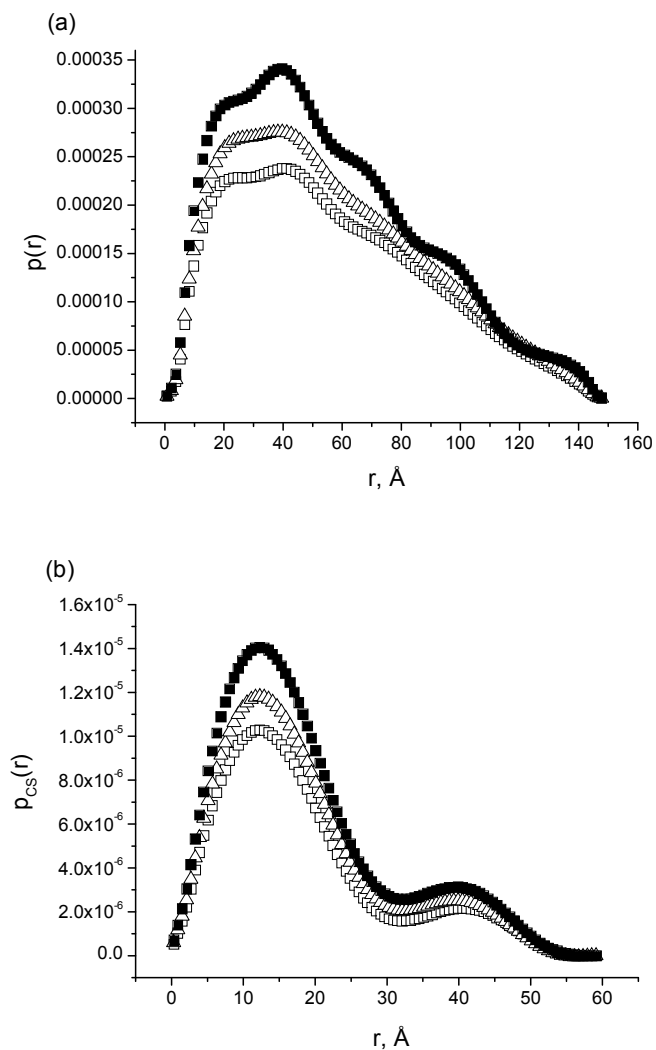 (a)
0.00035
0.00030
0.00025
0.00020
0.00015
0.00010
0.00005
0.00000
p(r)
0 20 40 60 80 100 120 140 160
r, Å
(b)
1.6x10⁻⁵
1.4x10⁻⁵
1.2x10⁻⁵
1.0x10⁻⁵
8.0x10⁻⁶
6.0x10⁻⁶
4.0x10⁻⁶
2.0x10⁻⁶
0.0
p_CS(r)
0 10 20 30 40 50 60
r, Å